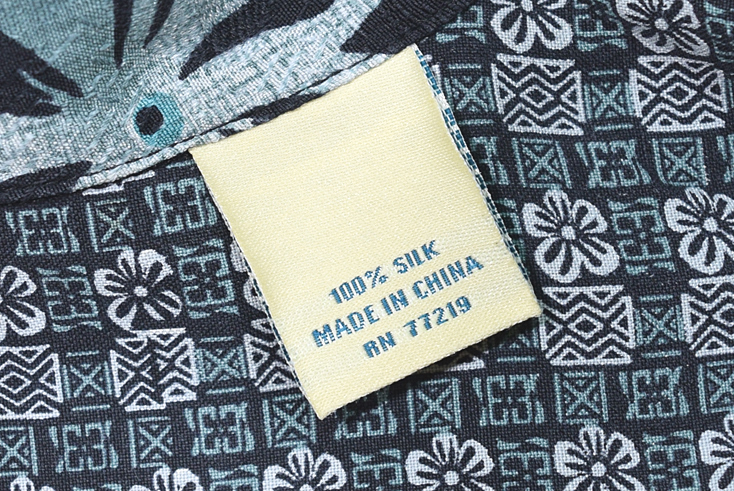 100% SILK
MADE IN CHINA
RN 77219